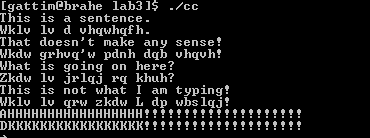 [gattim@brahe lab3]$ ./cc
This is a sentence.
Wklv lv d vhqwhqfh.
That doesn't make any sense!
Wkdw grhvq'w pdnh dqb vhqvh!
What is going on here?
Zkdw lv jrlqj rq khuh?
This is not what I am typing!
Wklv lv qrw zkdw L dp wbslqj!
AHHHHHHHHHHHHHHHHH!!!!!!!!!!!!!!!!!!!!
DKKKKKKKKKKKKKKKKK!!!!!!!!!!!!!!!!!!!!